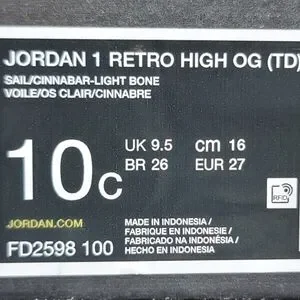 JORDAN 1 RETRO HIGH OG (TD)
SAIL/CINNABAR-LIGHT BONE
VOILE/OS CLAIR/CINNABRE
10C
UK 9.5 cm 16
BR 26 EUR 27
RFID
JORDAN.COM
FD2598 100
MADE IN INDONESIA /
FABRIQUE EN INDONESIE /
FABRICADO NA INDONÉSIA /
HECHO EN INDONESIA